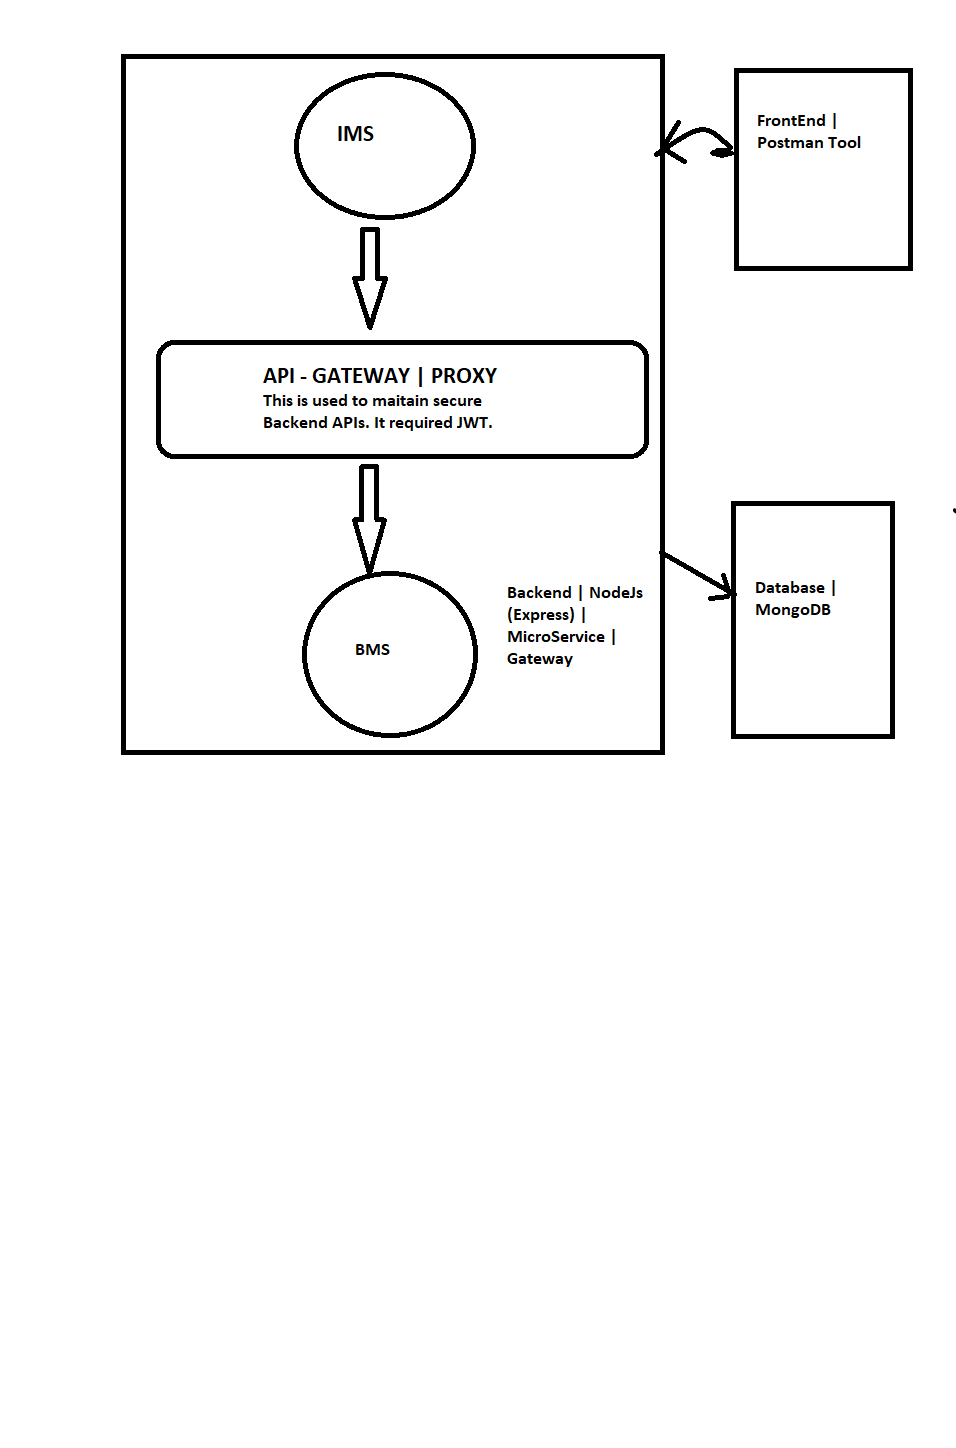 IMS
FrontEnd |
Postman Tool
API - GATEWAY | PROXY
This is used to maitain secure
Backend APIs. It required JWT.
Backend | NodeJs
(Express) |
MicroService |
Gateway
BMS
Database |
MongoDB